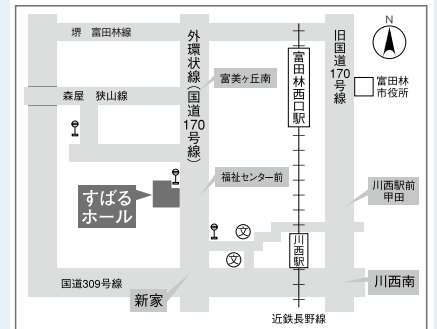 堺 富田林線
外環状線(国道170号線)
富美ヶ丘南
富田林西口駅
旧国道170号線
N
富田林
市役所
森屋 狭山線
福祉センター前
すばる
ホール
川西駅前
甲田
文
文
川西駅
国道309号線
新家
川西南
近鉄長野線